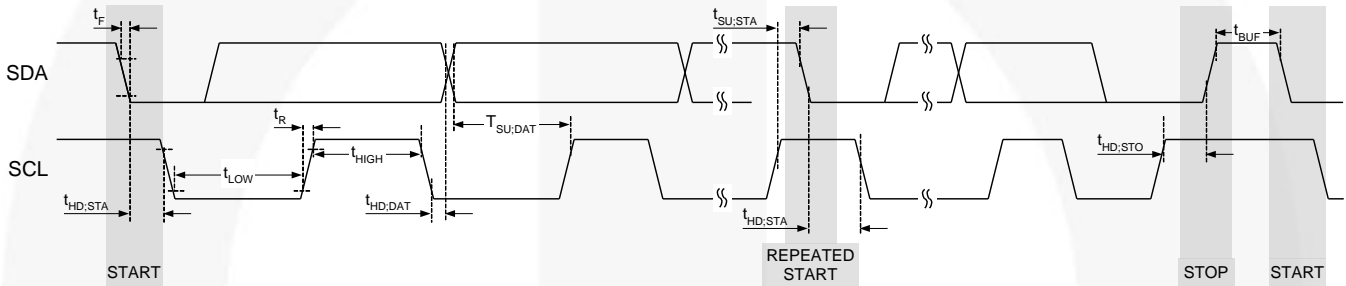 tF
tSU;STA
tBUF
SDA
tR
TSU;DAT
tHIGH
tHD;STO
SCL
tLOW
tHD;STA
tHD;DAT
tHD;STA
START
REPEATED
START
STOP
START